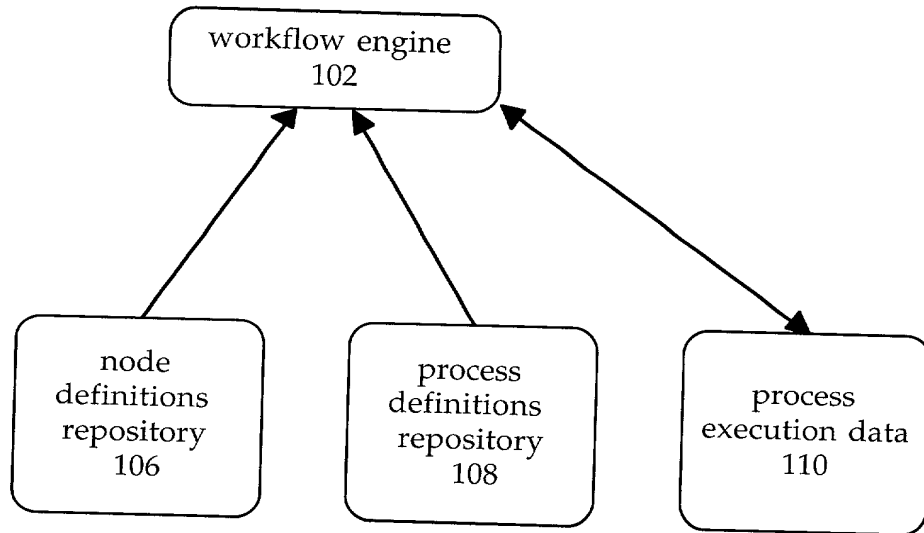 workflow engine
102
node
definitions
repository
106
process
definitions
repository
108
process
execution data
110